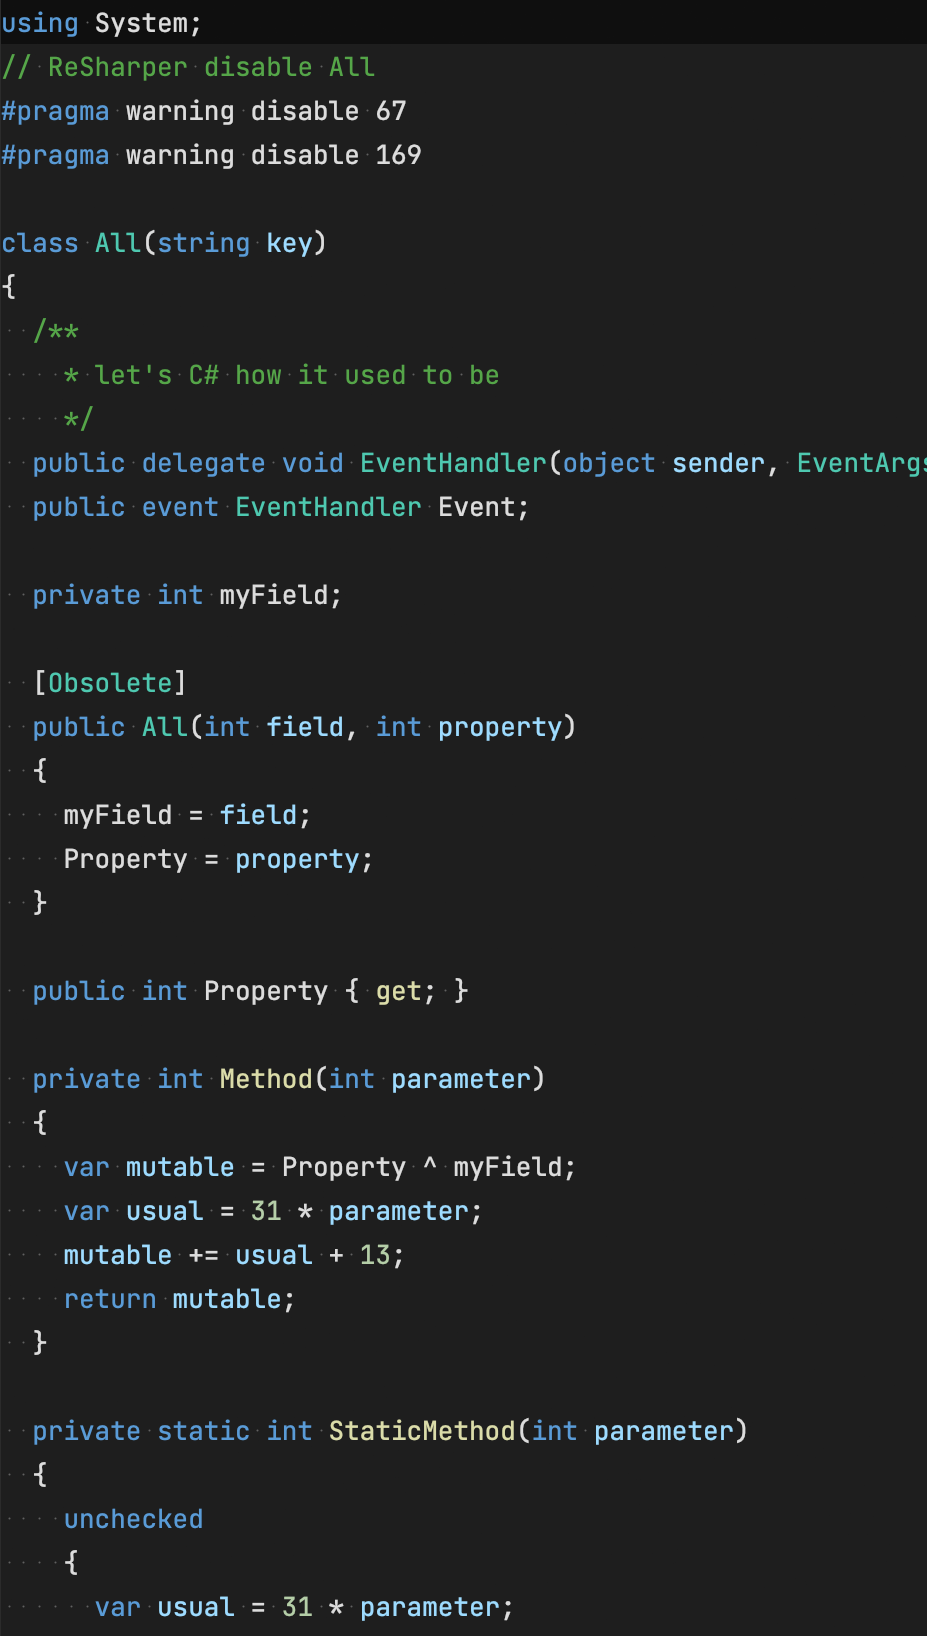 using System;
// ReSharper disable All
#pragma warning disable 67
#pragma warning disable 169

class All(string key)
{
  /**
    * let's C# how it used to be
    */
  public delegate void EventHandler(object sender, EventArgs
  public event EventHandler Event;

  private int myField;

  [Obsolete]
  public All(int field, int property)
  {
    myField = field;
    Property = property;
  }

  public int Property { get; }

  private int Method(int parameter)
  {
    var mutable = Property ^ myField;
    var usual = 31 * parameter;
    mutable += usual + 13;
    return mutable;
  }

  private static int StaticMethod(int parameter)
  {
    unchecked
    {
      var usual = 31 * parameter;